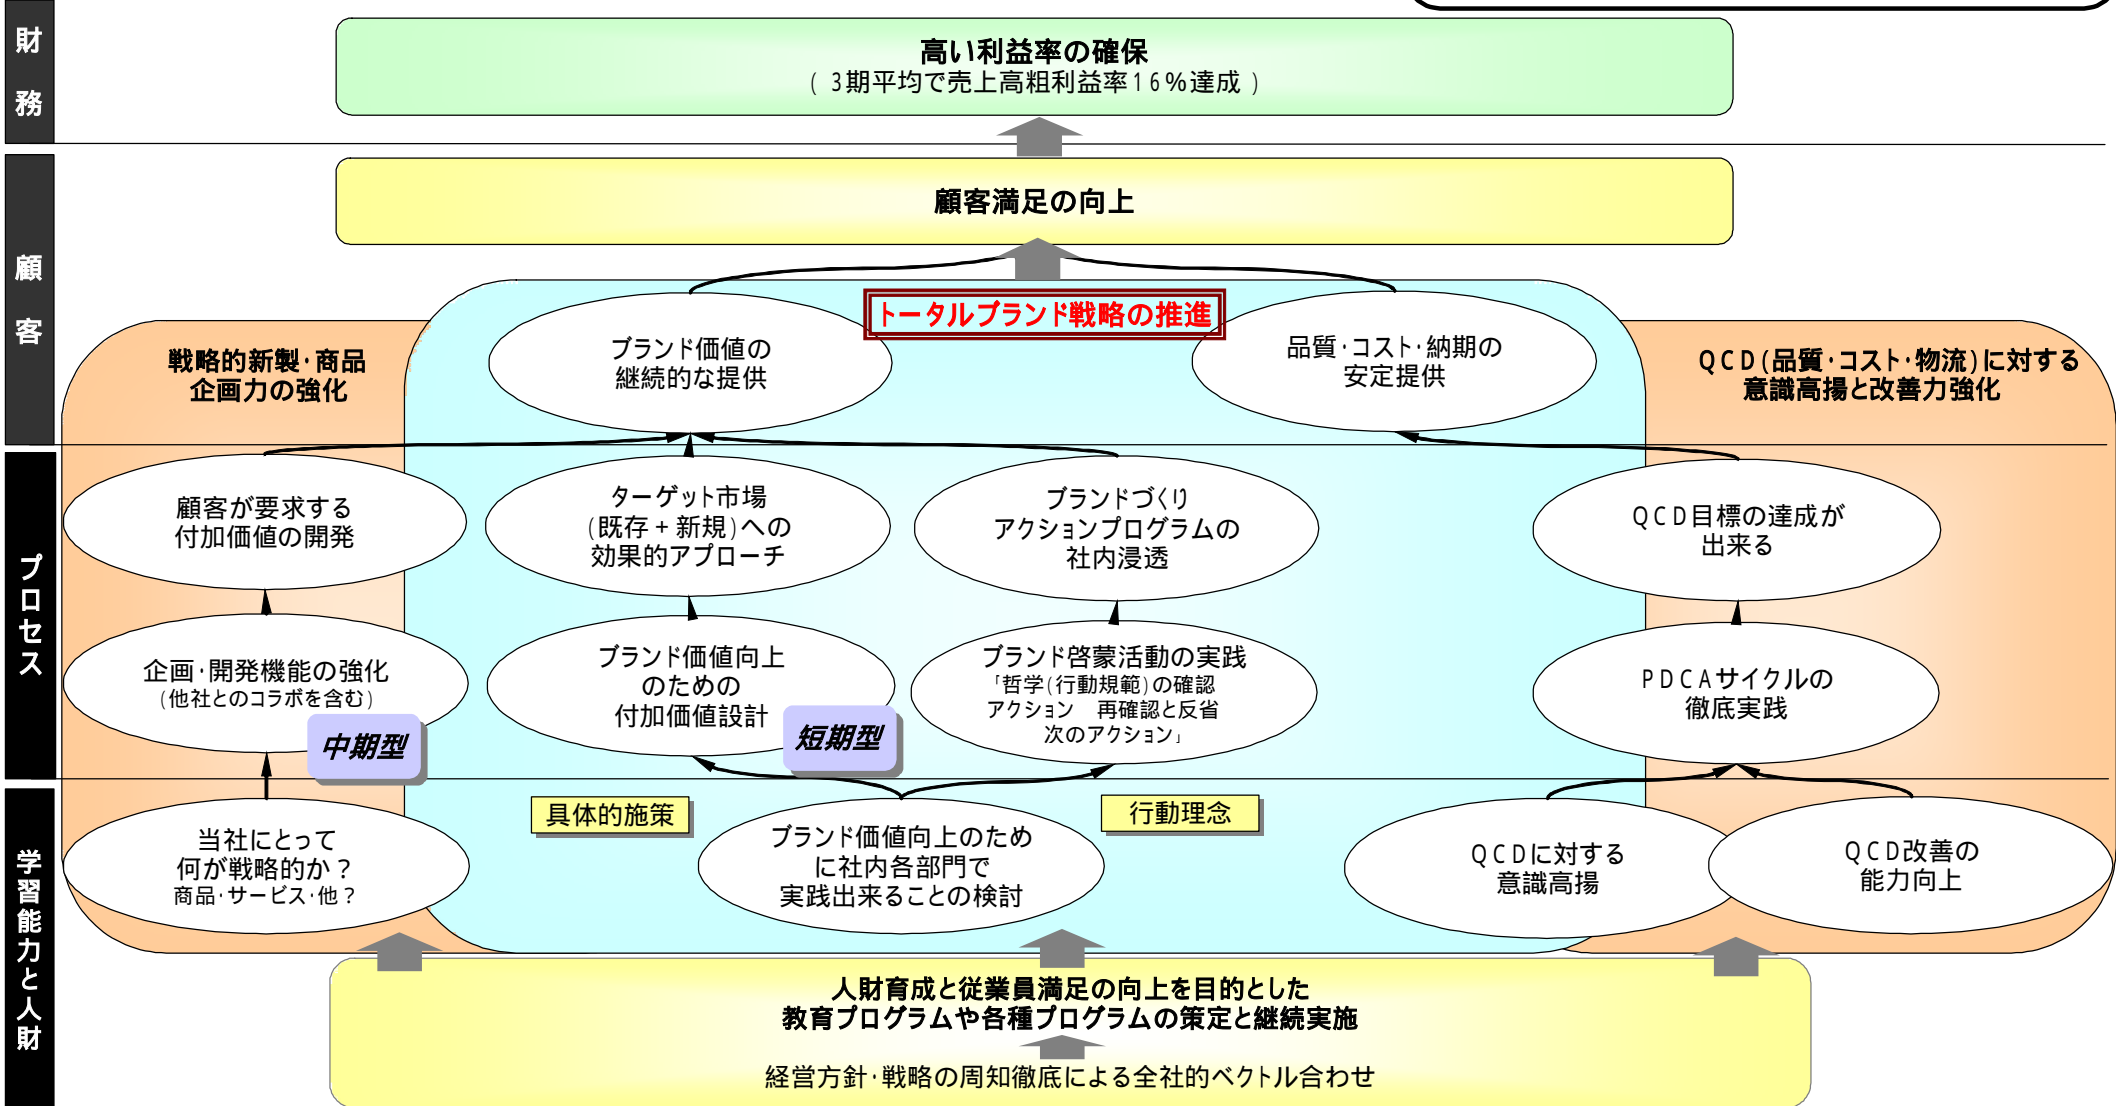 財務
高い利益率の確保
( 3期平均で売上高粗利益率16%達成 )
顧客
顧客満足の向上
トータルブランド戦略の推進
戦略的新製・商品
企画力の強化
ブランド価値の
継続的な提供
品質・コスト・納期の
安定提供
QCD(品質・コスト・物流)に対する
意識高揚と改善力強化
プロセス
顧客が要求する
付加価値の開発
ターゲット市場
(既存+新規)への
効果的アプローチ
ブランドづくり
アクションプログラムの
社内浸透
QCD目標の達成が
出来る
企画・開発機能の強化
(他社とのコラボを含む)
中期型
ブランド価値向上
のための
付加価値設計
短期型
ブランド啓蒙活動の実践
「哲学(行動規範)の確認
アクション 再確認と反省
次のアクション」
PDCAサイクルの
徹底実践
学習能力と人財
当社にとって
何が戦略的か?
商品・サービス・他?
具体的施策
ブランド価値向上のため
に社内各部門で
実践出来ることの検討
行動理念
QCDに対する
意識高揚
QCD改善の
能力向上
人財育成と従業員満足の向上を目的とした
教育プログラムや各種プログラムの策定と継続実施
経営方針・戦略の周知徹底による全社的ベクトル合わせ